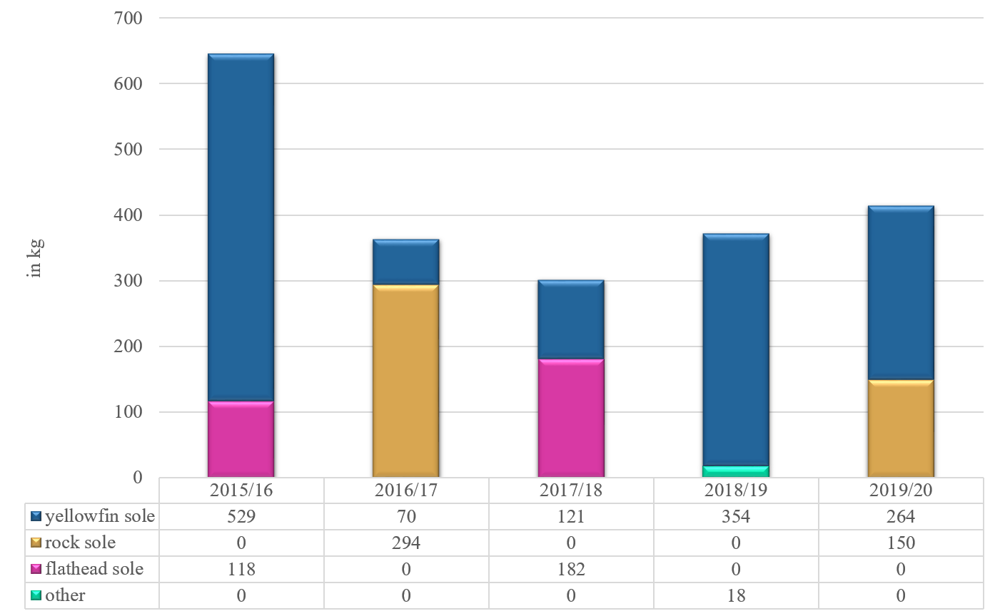 700
600
500
400
300
200
100
0
in kg
2015/16 2016/17 2017/18 2018/19 2019/20
yellowfin sole 529 70 121 354 264
rock sole 0 294 0 0 150
flathead sole 118 0 182 0 0
other 0 0 0 18 0